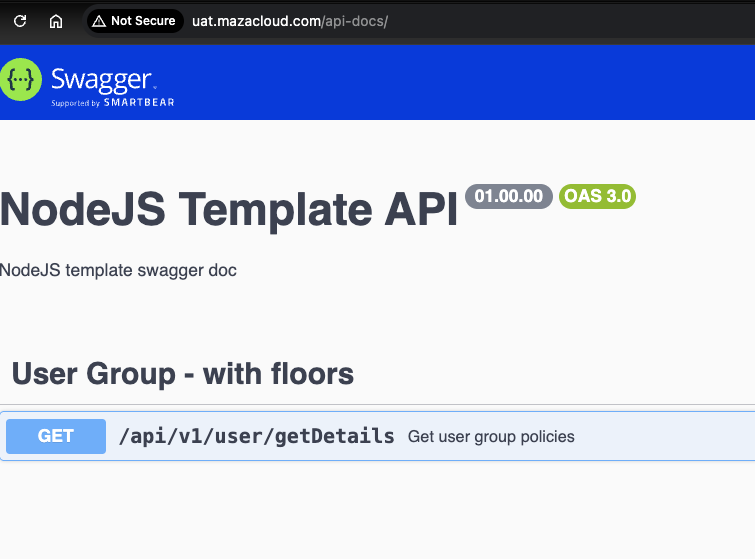 Not Secure uat.mazacloud.com/api-docs/
{···} Swagger.
Supported by SMARTBEAR
NodeJS Template API 01.00.00 OAS 3.0
NodeJS template swagger doc
User Group - with floors
GET /api/v1/user/getDetails Get user group policies